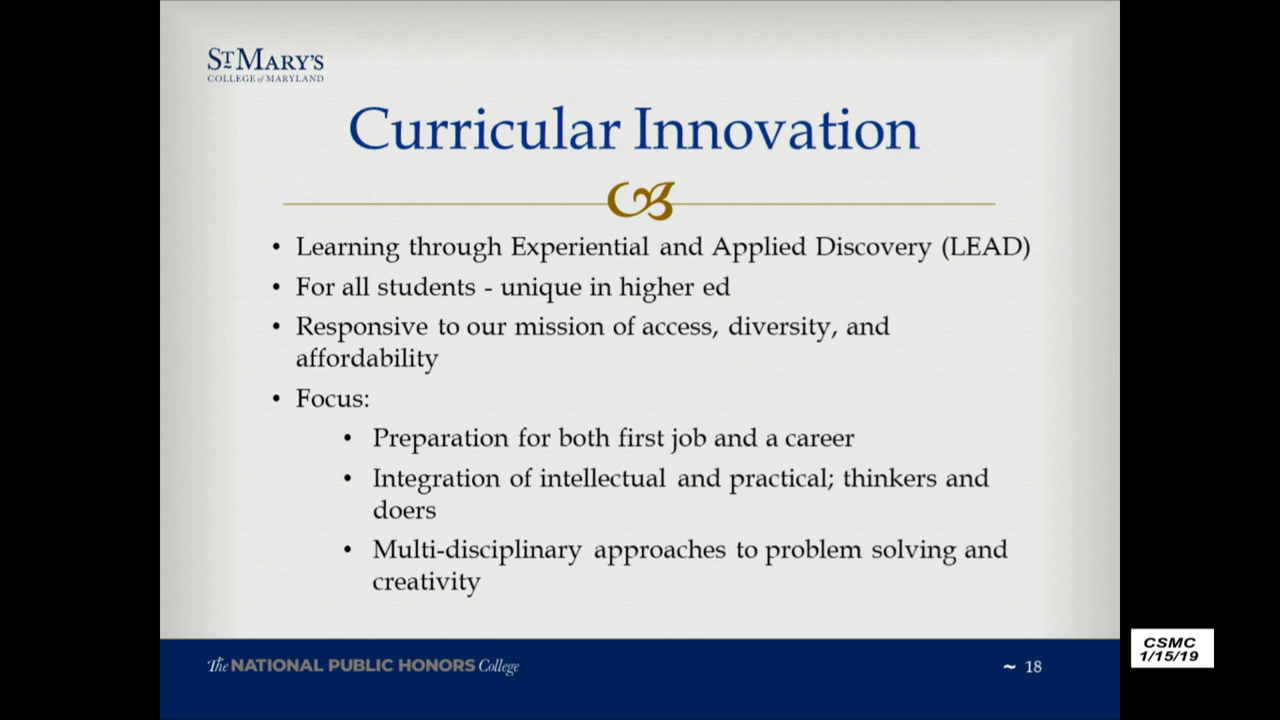 ST MARY'S
COLLEGE of MARYLAND
Curricular Innovation
• Learning through Experiential and Applied Discovery (LEAD)
• For all students - unique in higher ed
• Responsive to our mission of access, diversity, and
affordability
• Focus:
• Preparation for both first job and a career
• Integration of intellectual and practical; thinkers and
doers
• Multi-disciplinary approaches to problem solving and
creativity
The NATIONAL PUBLIC HONORS College
~ 18
CSMC
1/15/19